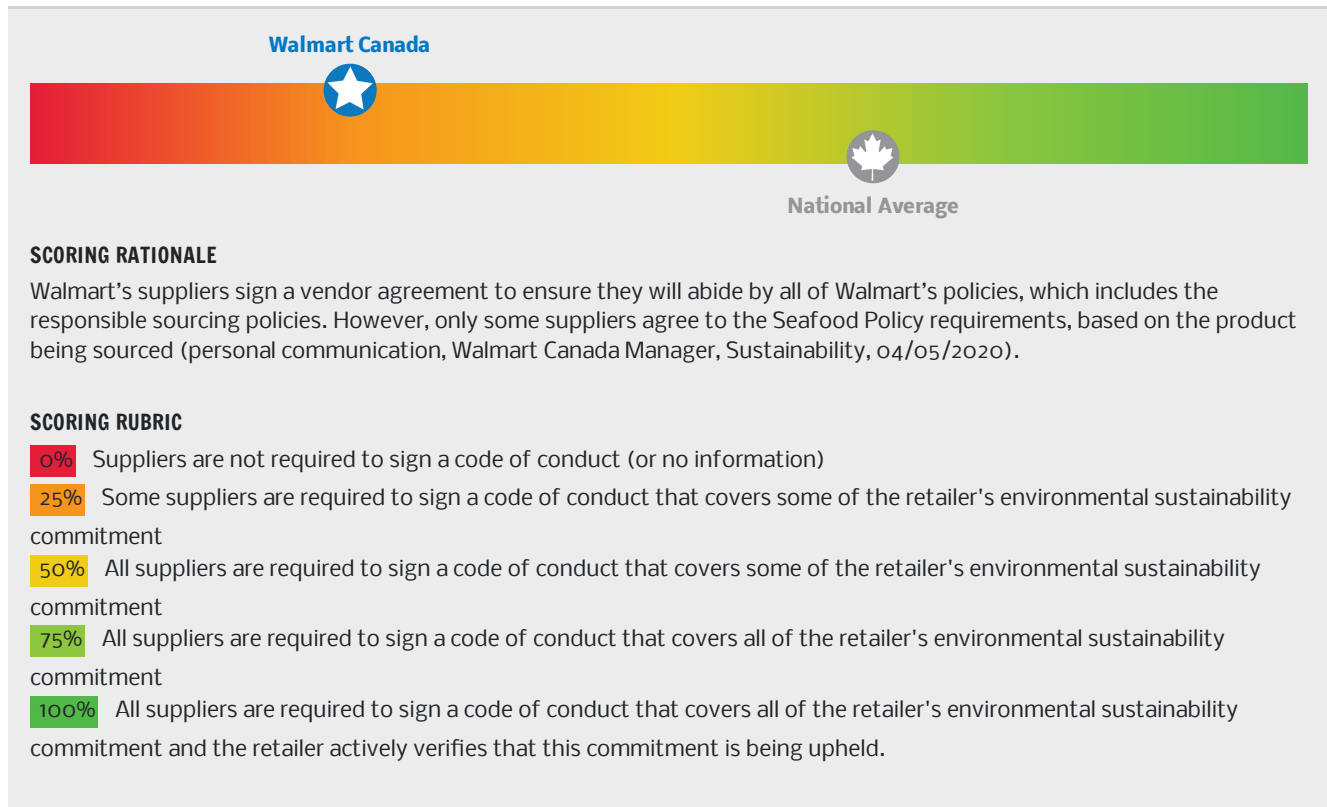 Walmart Canada
National Average
SCORING RATIONALE
Walmart’s suppliers sign a vendor agreement to ensure they will abide by all of Walmart’s policies, which includes the
responsible sourcing policies. However, only some suppliers agree to the Seafood Policy requirements, based on the product
being sourced (personal communication, Walmart Canada Manager, Sustainability, 04/05/2020).
SCORING RUBRIC
0% Suppliers are not required to sign a code of conduct (or no information)
25% Some suppliers are required to sign a code of conduct that covers some of the retailer's environmental sustainability
commitment
50% All suppliers are required to sign a code of conduct that covers some of the retailer's environmental sustainability
commitment
75% All suppliers are required to sign a code of conduct that covers all of the retailer's environmental sustainability
commitment
100% All suppliers are required to sign a code of conduct that covers all of the retailer's environmental sustainability
commitment and the retailer actively verifies that this commitment is being upheld.